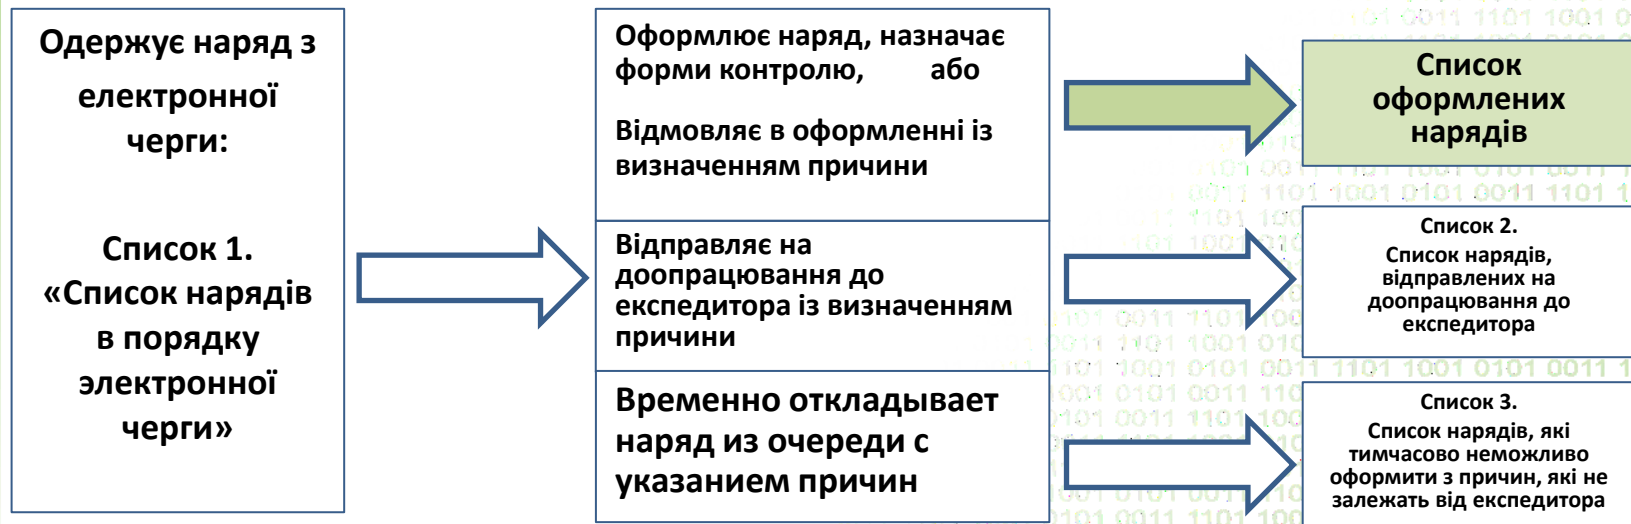 Одержує наряд з
електронної
черги:
Список 1.
«Список нарядів
в порядку
электронної
черги»
Оформлює наряд, назначає
форми контролю, або
Відмовляє в оформленні із
визначенням причини
Відправляє на
доопрацювання до
експедитора із визначенням
причини
Временно откладывает
наряд из очереди с
указанием причин
Список
оформлених
нарядів
Список 2.
Список нарядів,
відправлених на
доопрацювання до
експедитора
Список 3.
Список нарядів, які
тимчасово неможливо
оформити з причин, які не
залежать від експедитора